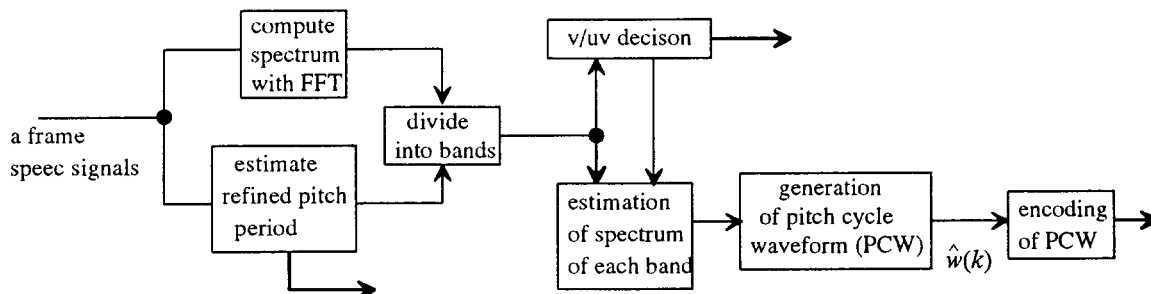 compute
spectrum
with FFT
v/uv decison
a frame
speec signals
divide
into bands
estimate
refined pitch
period
estimation
of spectrum
of each band
generation
of pitch cycle
waveform (PCW)
ŵ(k)
encoding
of PCW